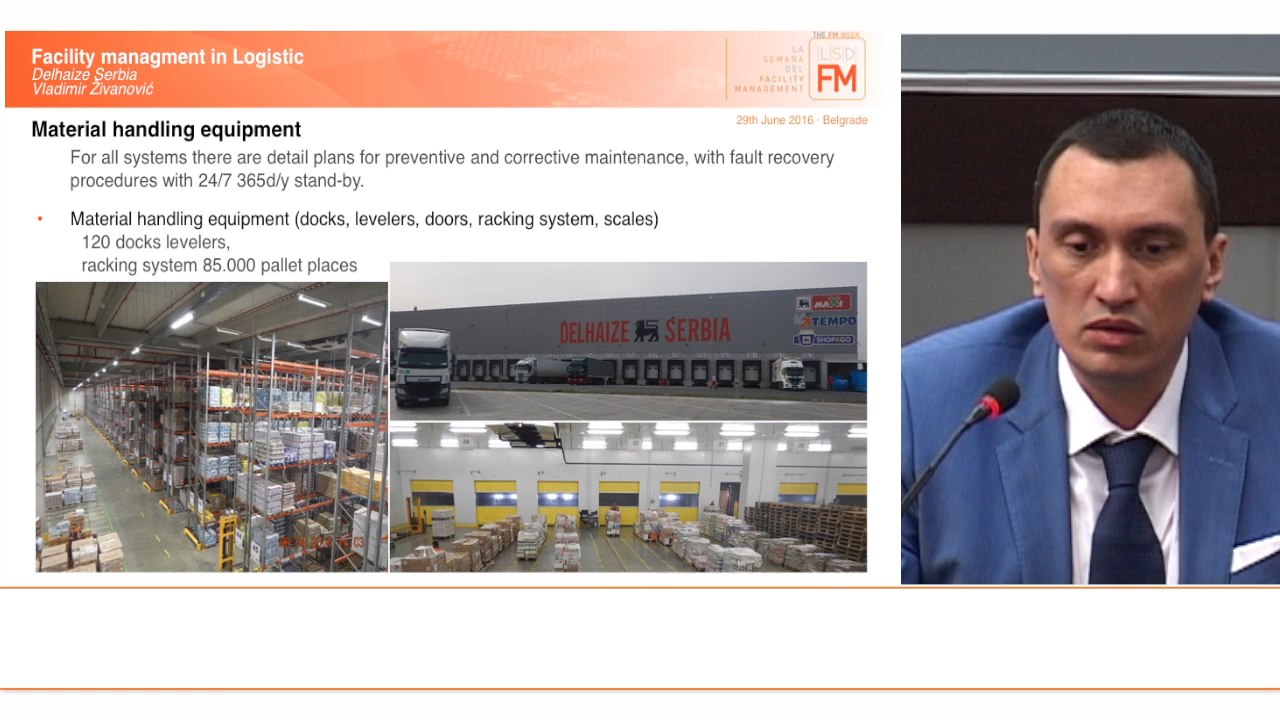 Facility managment in Logistic
Delhaize Serbia
Vladimir Živanović
THE FM WEEK
LA
SEMANA
DEL
FACILITY
MANAGEMENT
LSD
FM
29th June 2016 · Belgrade
Material handling equipment
For all systems there are detail plans for preventive and corrective maintenance, with fault recovery
procedures with 24/7 365d/y stand-by.
• Material handling equipment (docks, levelers, doors, racking system, scales)
120 docks levelers,
racking system 85.000 pallet places
DELHAIZE SERBIA
MAXI
TEMPO
SHOP&GO